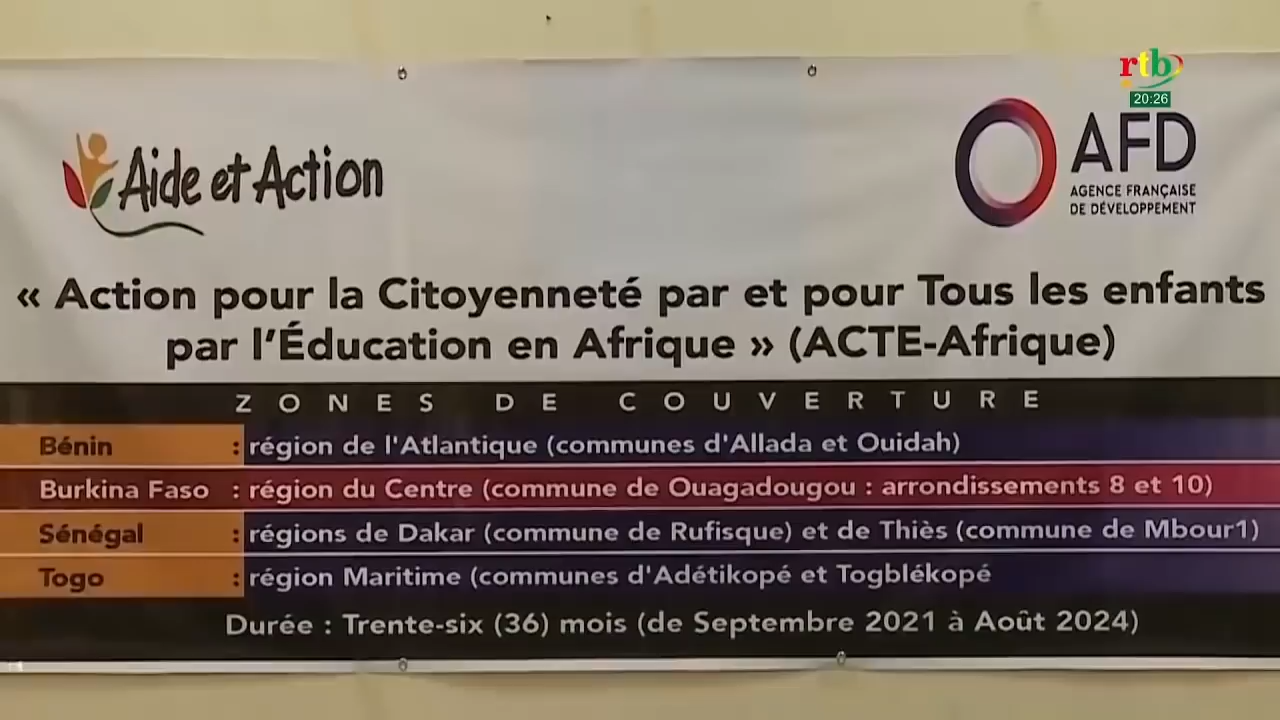 rtb
20:26
Aide et Action
AFD
AGENCE FRANÇAISE
DE DÉVELOPPEMENT
« Action pour la Citoyenneté par et pour Tous les enfants
par l'Éducation en Afrique » (ACTE-Afrique)
ZONES DE COUVERTURE
Bénin : région de l'Atlantique (communes d'Allada et Ouidah)
Burkina Faso : région du Centre (commune de Ouagadougou : arrondissements 8 et 10)
Sénégal : régions de Dakar (commune de Rufisque) et de Thiès (commune de Mbour1)
Togo : région Maritime (communes d'Adétikopé et Togblékopé
Durée : Trente-six (36) mois (de Septembre 2021 à Août 2024)